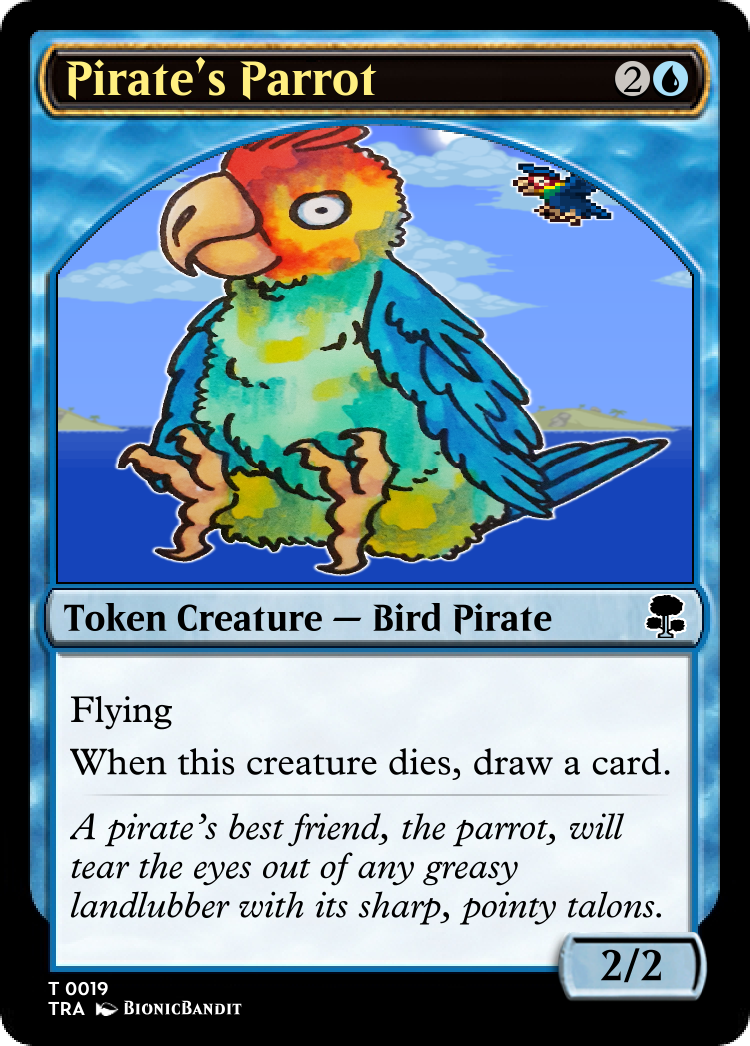 Pirate's Parrot 2
Token Creature — Bird Pirate
Flying
When this creature dies, draw a card.
A pirate's best friend, the parrot, will
tear the eyes out of any greasy
landlubber with its sharp, pointy talons.
2/2
T 0019
TRA BionicBandit